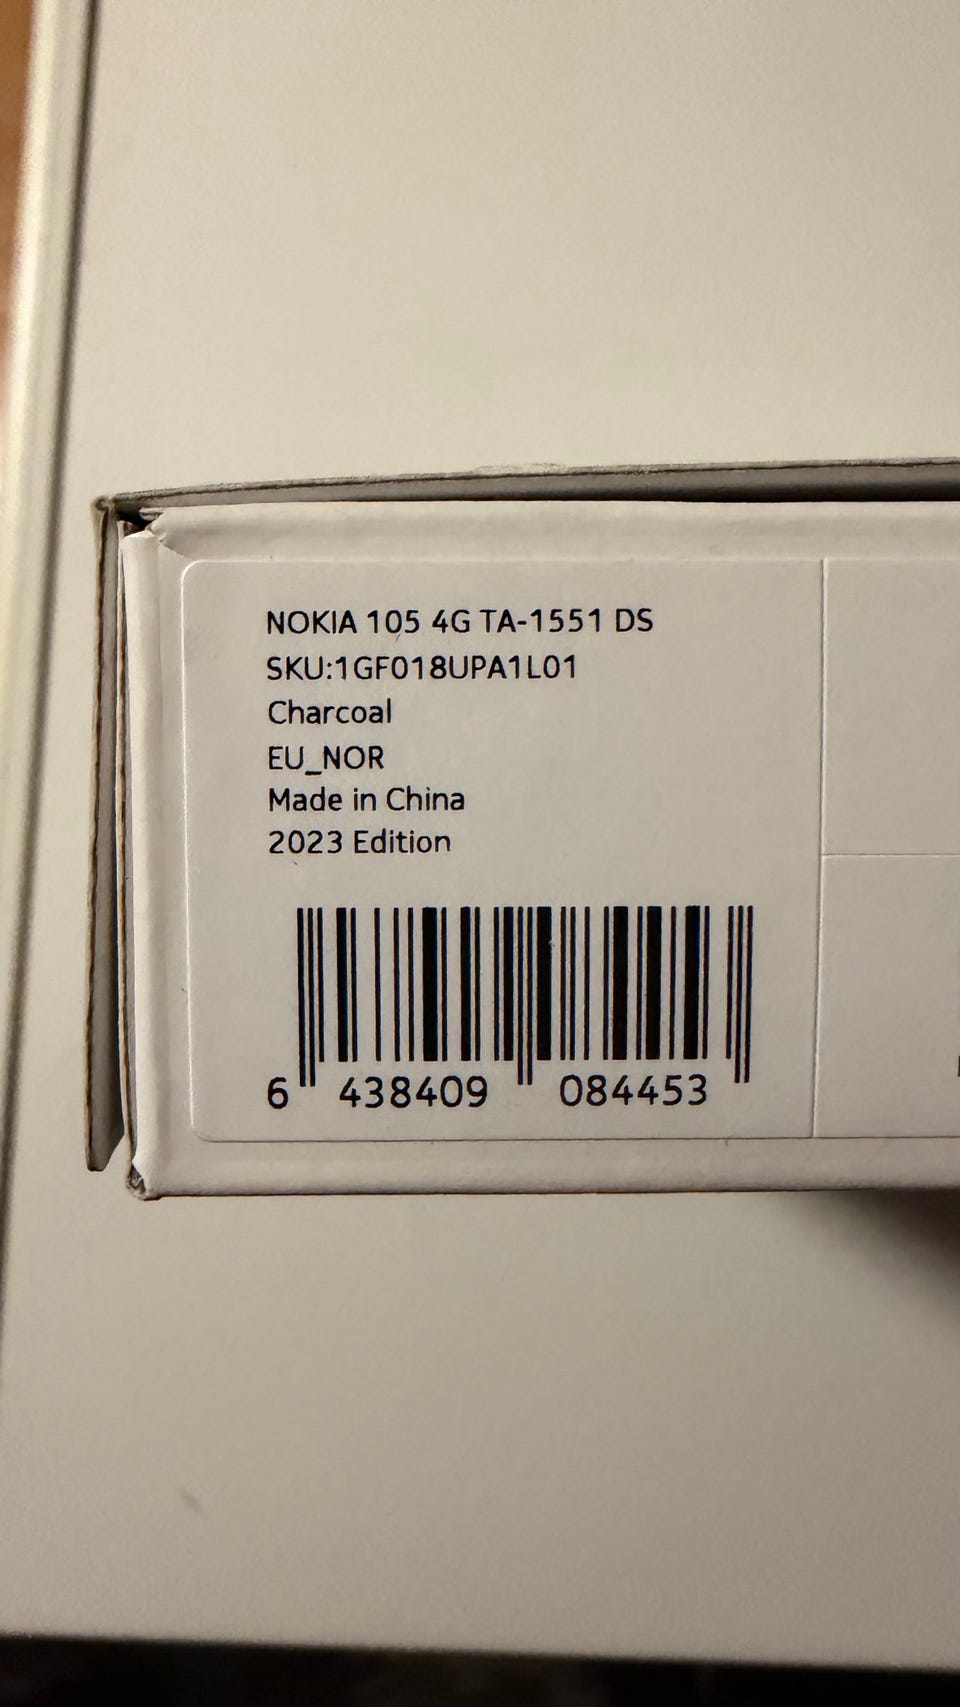 NOKIA 105 4G TA-1551 DS
SKU:1GF018UPA1L01
Charcoal
EU_NOR
Made in China
2023 Edition
6 438409 084453